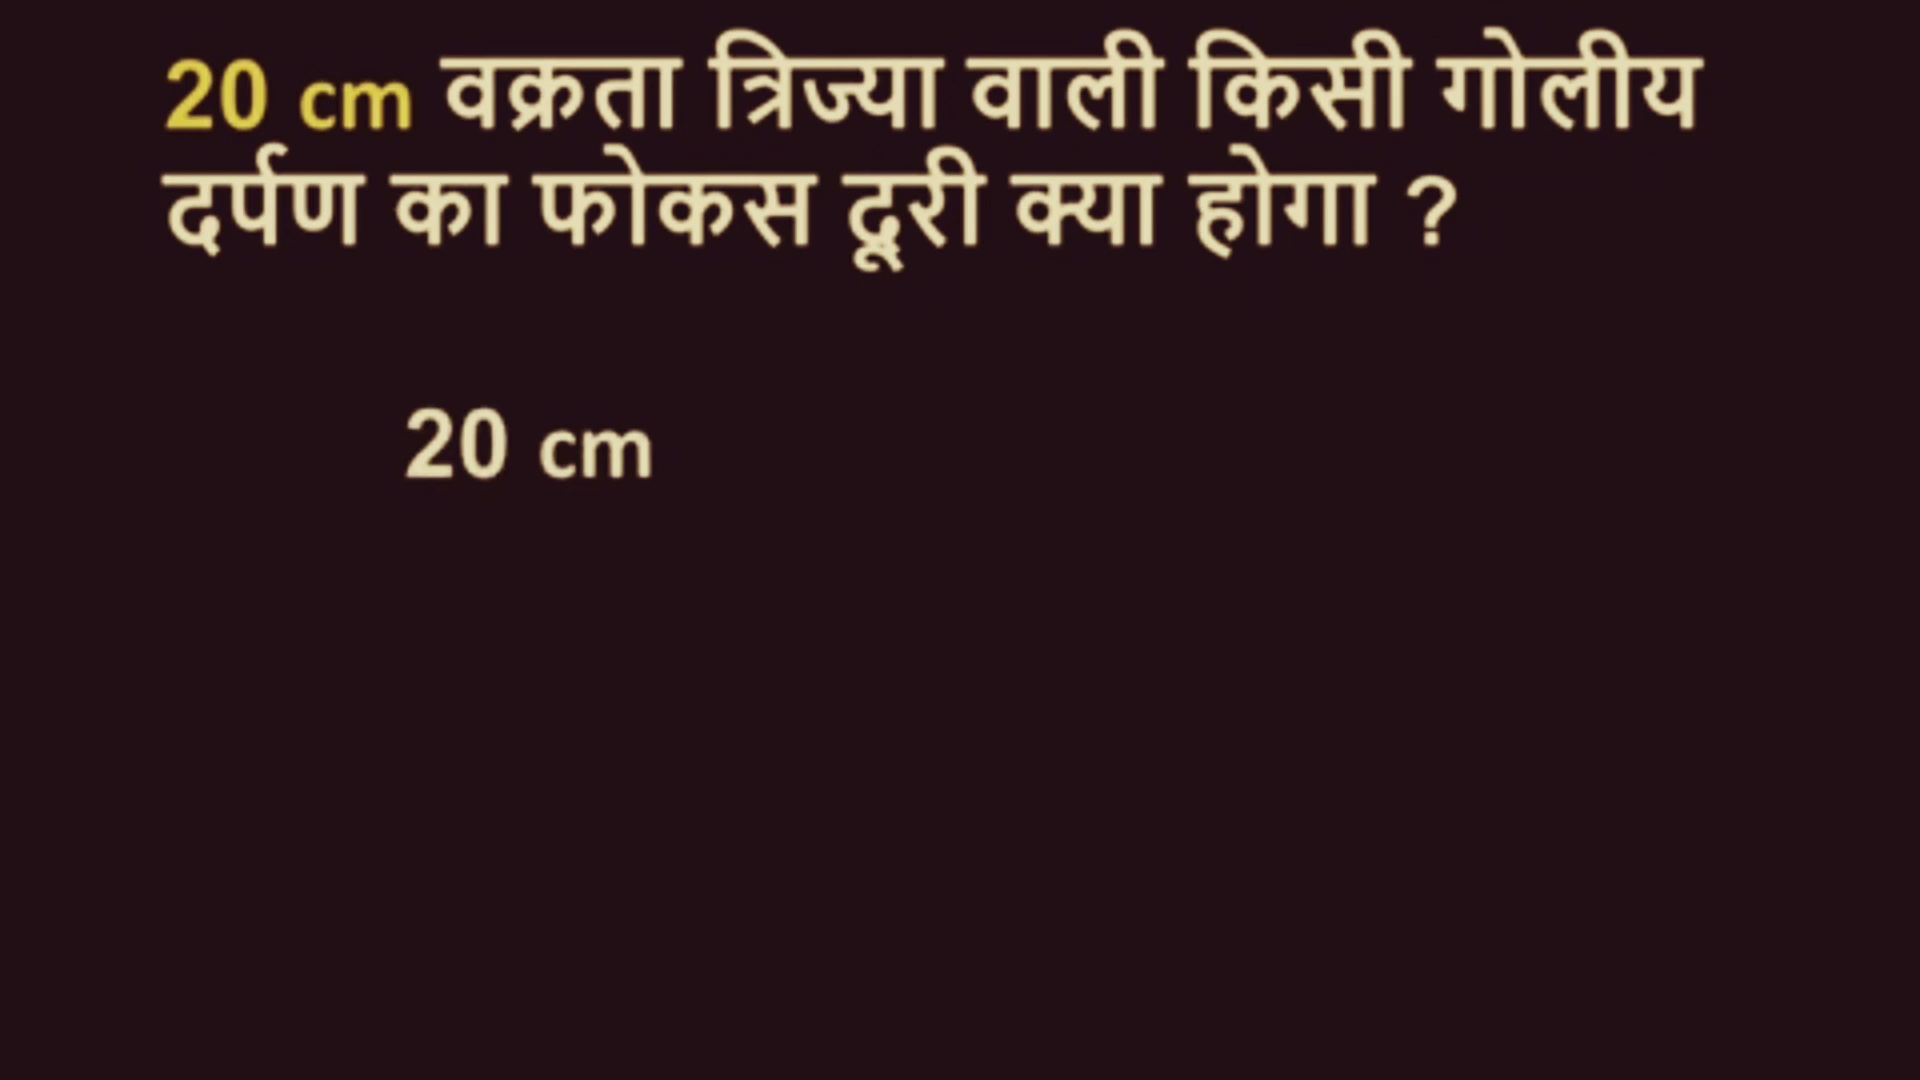 20 cm वक्रता त्रिज्या वाली किसी गोलीय
दर्पण का फोकस दूरी क्या होगा ?
20 cm